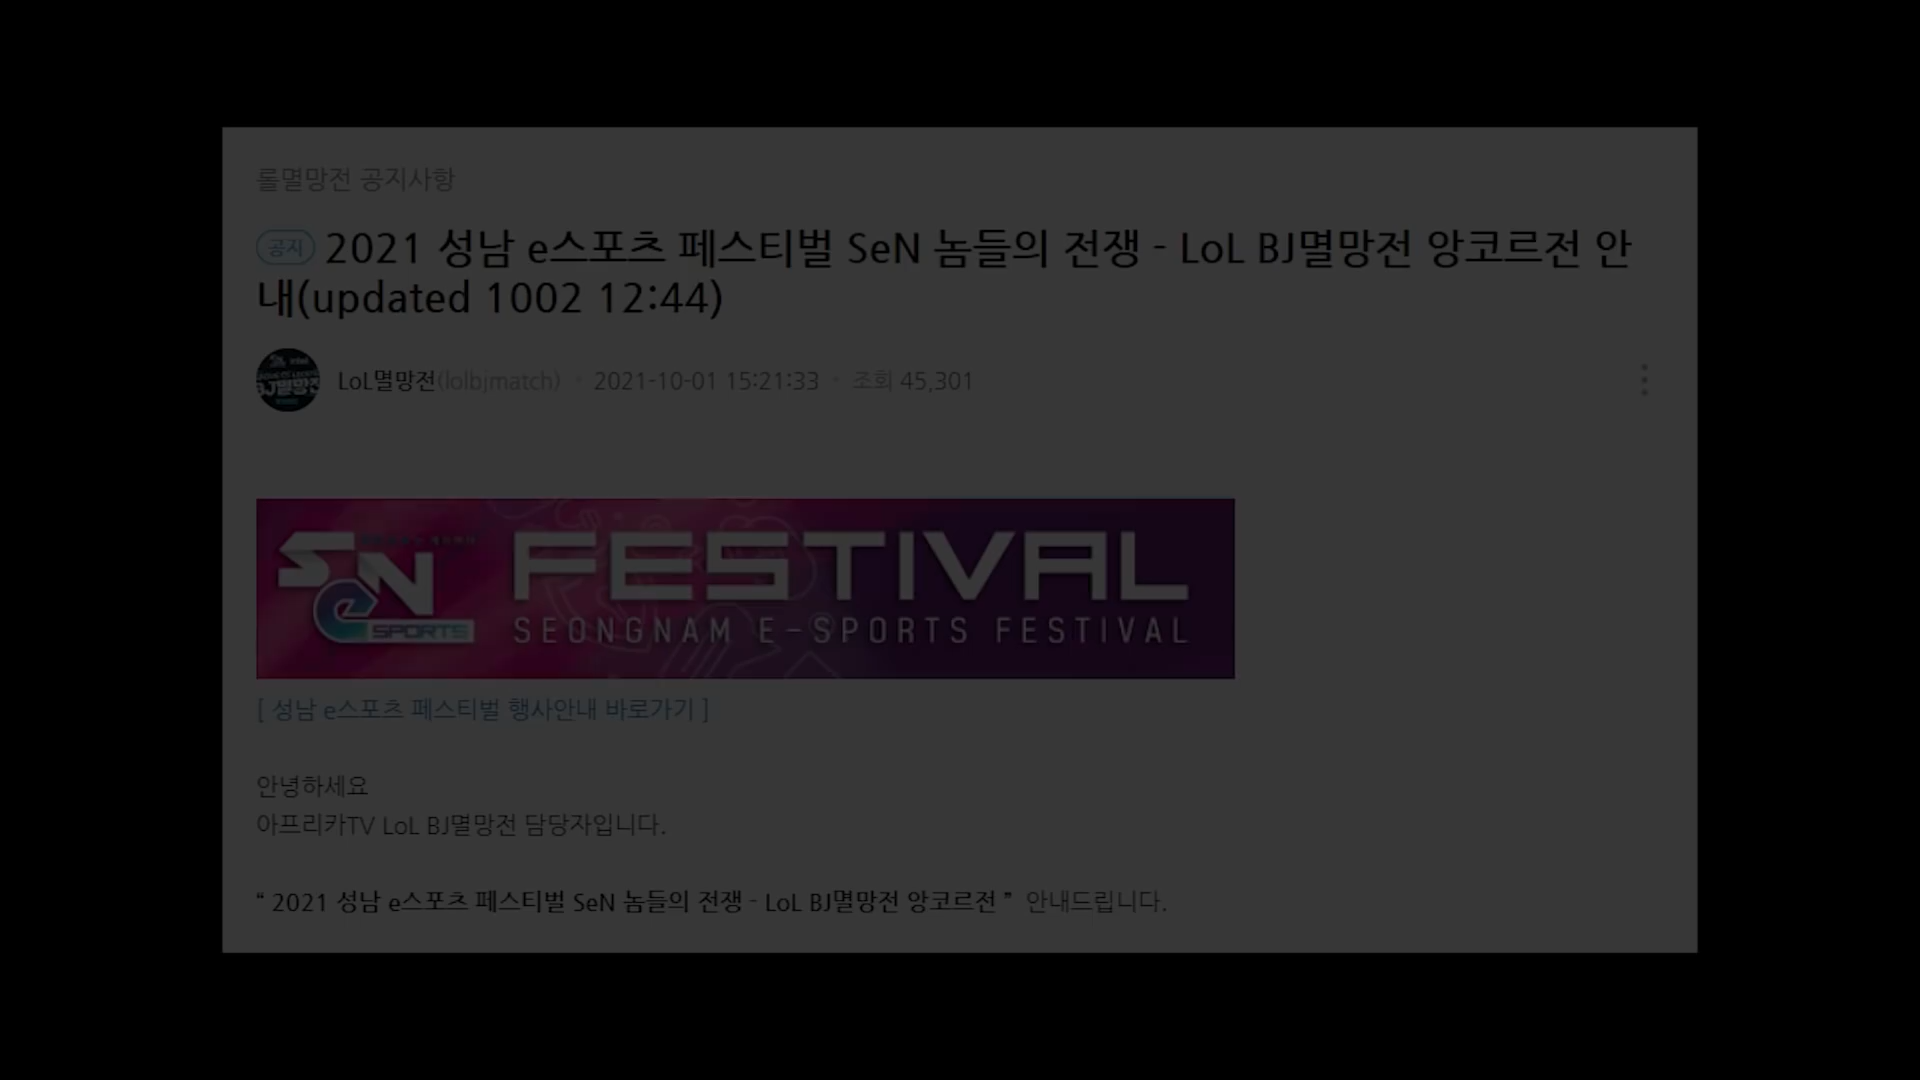 롤멸망전 공지사항
공지 2021 성남 e스포츠 페스티벌 SeN 놈들의 전쟁 - LoL BJ멸망전 앙코르전 안
내(updated 1002 12:44)
LoL멸망전(lolbjmatch) · 2021-10-01 15:21:33 · 조회 45,301
SeN FESTIVAL
SPORTS SEONGNAM E-SPORTS FESTIVAL
[ 성남 e스포츠 페스티벌 행사안내 바로가기 ]
안녕하세요
아프리카TV LoL BJ멸망전 담당자입니다.
“ 2021 성남 e스포츠 페스티벌 SeN 놈들의 전쟁 - LoL BJ멸망전 앙코르전 ” 안내드립니다.